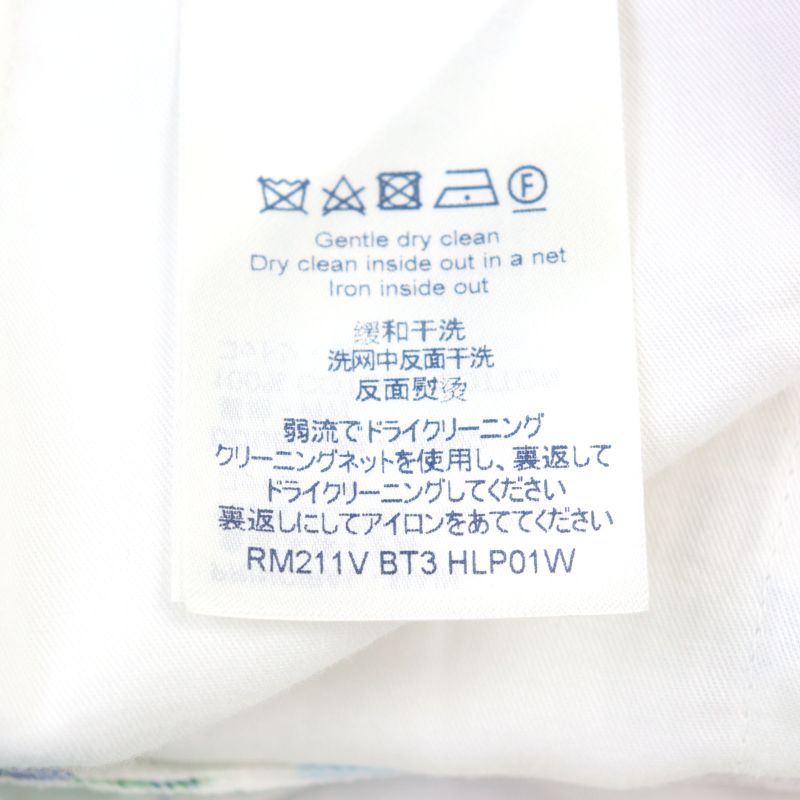 F
Gentle dry clean
Dry clean inside out in a net
Iron inside out
缓和干洗
洗网中反面干洗
反面熨烫
弱流でドライクリーニング
クリーニングネットを使用し、裏返して
ドライクリーニングしてください
裏返しにしてアイロンをあててください
RM211V BT3 HLP01W